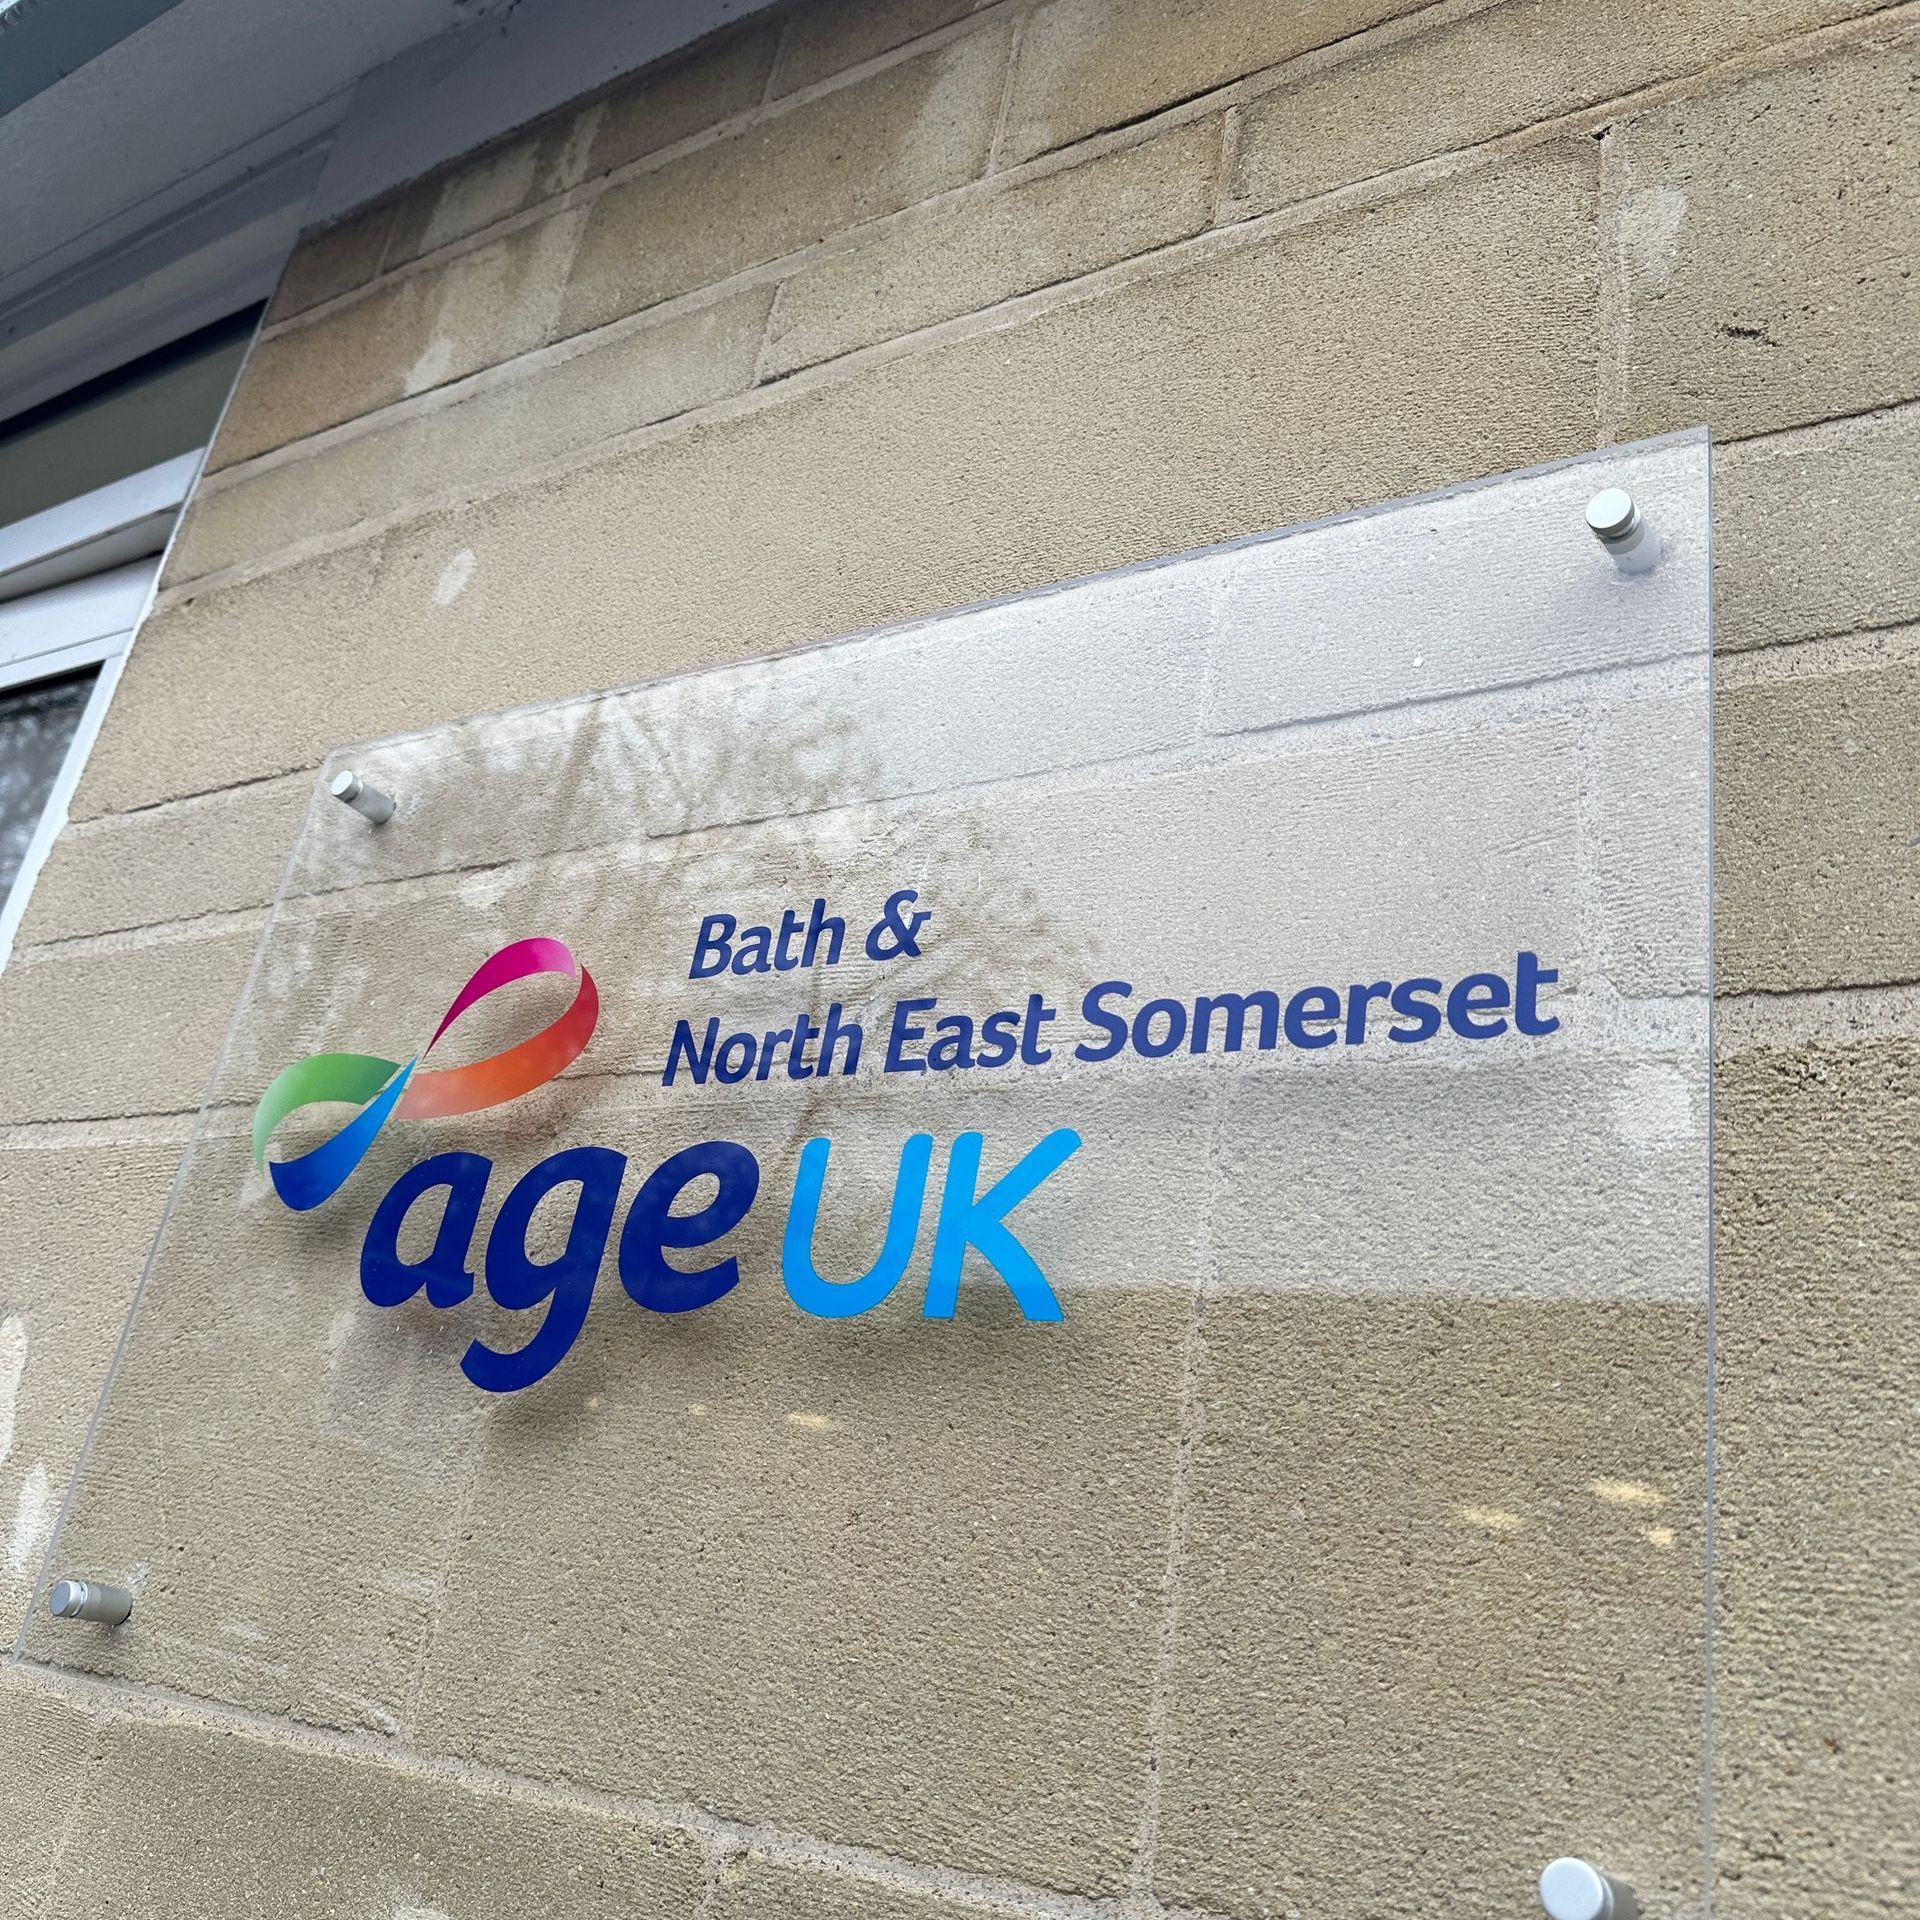 Bath &
North East Somerset
age UK